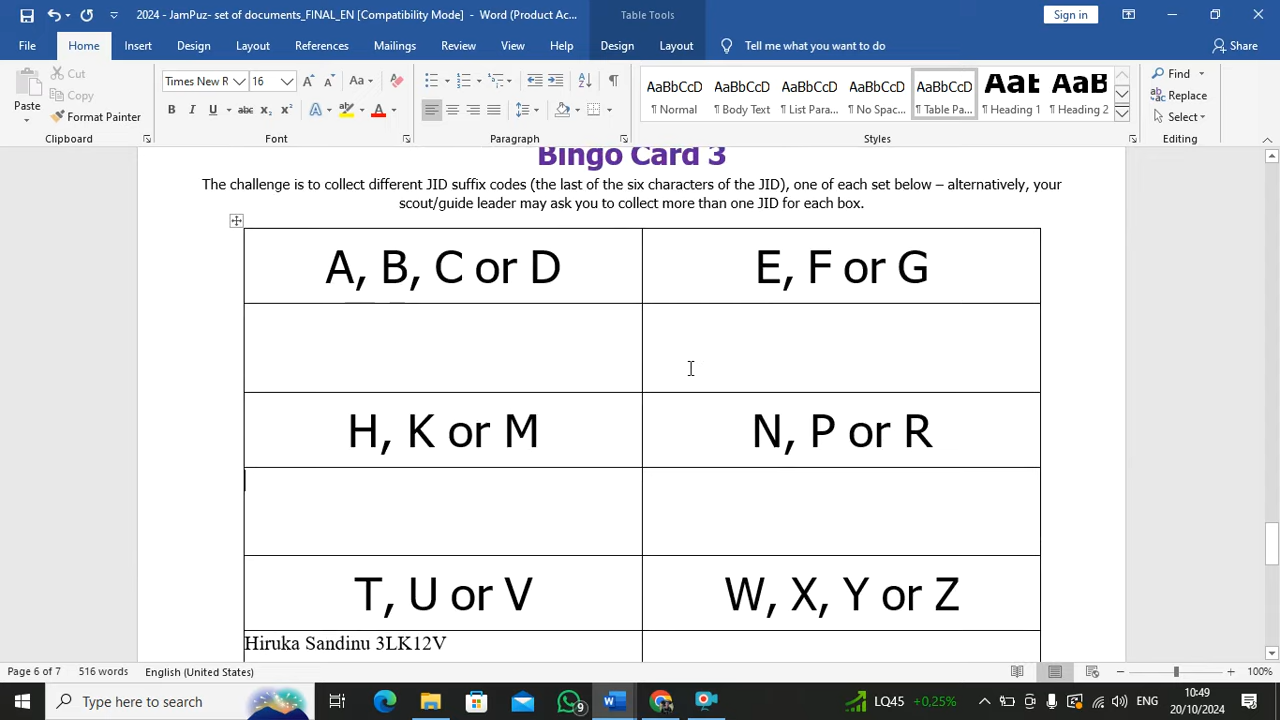 2024 - JamPuz- set of documents_FINAL_EN [Compatibility Mode] - Word (Product Ac...
Table Tools
Sign in
File Home Insert Design Layout References Mailings Review View Help Design Layout Tell me what you want to do Share
Paste
Cut
Copy
Format Painter
Clipboard
Times New R 16
Font
Paragraph
AaBbCcD AaBbCcD AaBbCcD AaBbCcD AaBbCcD AaB AaBb
¶ Normal ¶ Body Text ¶ List Para... ¶ No Spac... ¶ Table Pa... ¶ Heading 1 ¶ Heading 2
Styles
Find
Replace
Select
Editing
Bingo Card 3
The challenge is to collect different JID suffix codes (the last of the six characters of the JID), one of each set below – alternatively, your
scout/guide leader may ask you to collect more than one JID for each box.
A, B, C or D E, F or G
H, K or M N, P or R
T, U or V W, X, Y or Z
Hiruka Sandinu 3LK12V
Page 6 of 7 516 words English (United States) 100%
Type here to search
9
LQ45 +0,25%
ENG
10:49
20/10/2024